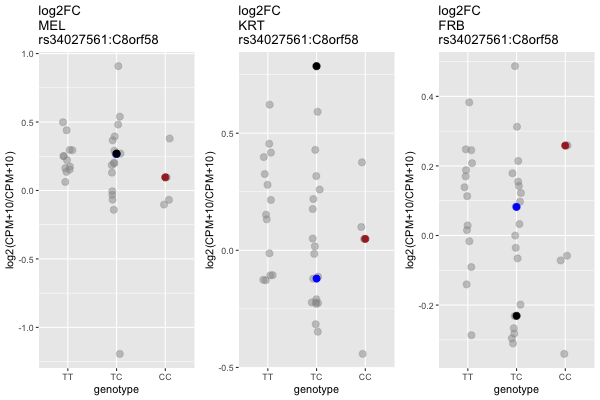 log2FC
MEL
rs34027561:C8orf58
log2(CPM+10/CPM+10)
1.0
0.5
0.0
-0.5
-1.0
TT TC CC
genotype
log2FC
KRT
rs34027561:C8orf58
log2(CPM+10/CPM+10)
0.5
0.0
-0.5
TT TC CC
genotype
log2FC
FRB
rs34027561:C8orf58
log2(CPM+10/CPM+10)
0.4
0.2
0.0
-0.2
TT TC CC
genotype